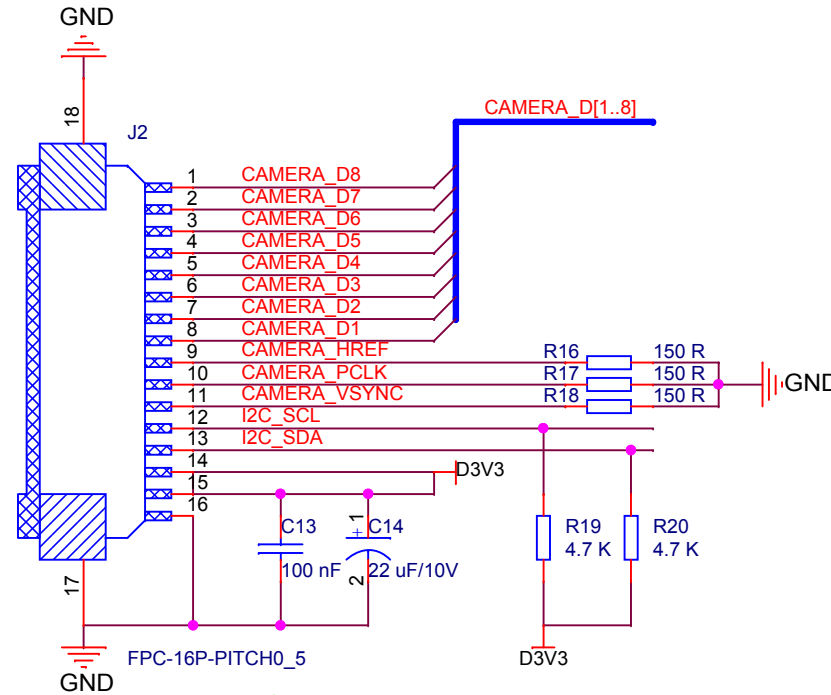 GND
CAMERA_D[1..8]
18
J2
1 CAMERA_D8
2 CAMERA_D7
3 CAMERA_D6
4 CAMERA_D5
5 CAMERA_D4
6 CAMERA_D3
7 CAMERA_D2
8 CAMERA_D1
9 CAMERA_HREF R16 150 R
10 CAMERA_PCLK R17 150 R GND
11 CAMERA_VSYNC R18 150 R
12 I2C_SCL
13 I2C_SDA
14 D3V3
15
16
+ 1
C13 C14 R19 R20
100 nF 22 uF/10V 4.7 K 4.7 K
2
17
FPC-16P-PITCH0_5 D3V3
GND